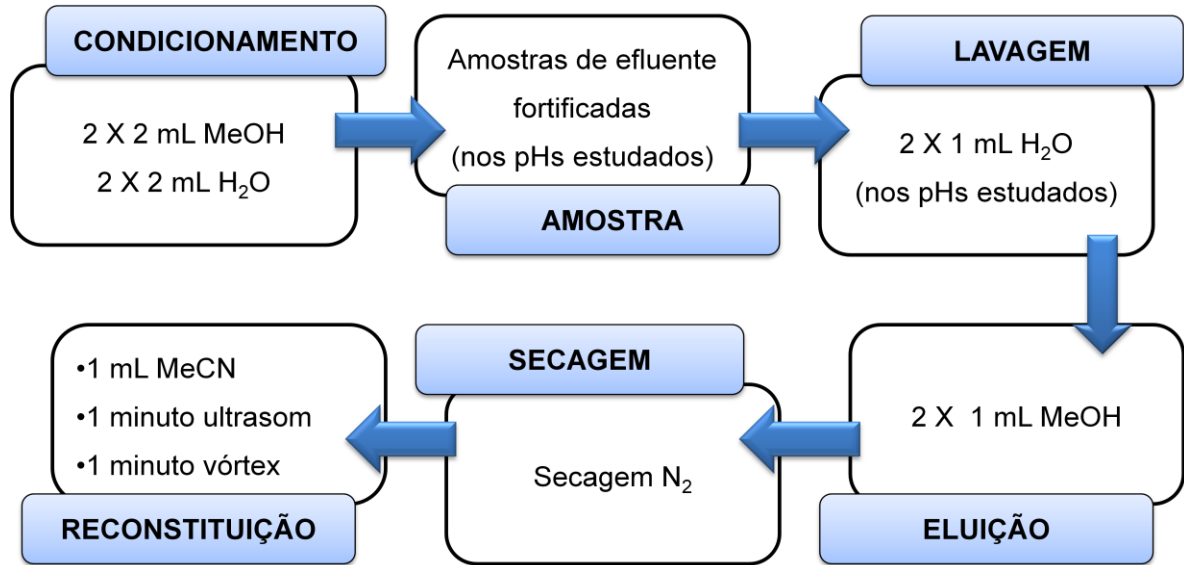 CONDICIONAMENTO
2 X 2 mL MeOH
2 X 2 mL H₂O
Amostras de efluente
fortificadas
(nos pHs estudados)
AMOSTRA
LAVAGEM
2 X 1 mL H₂O
(nos pHs estudados)
2 X 1 mL MeOH
ELUIÇÃO
SECAGEM
Secagem N₂
•1 mL MeCN
•1 minuto ultrasom
•1 minuto vórtex
RECONSTITUIÇÃO